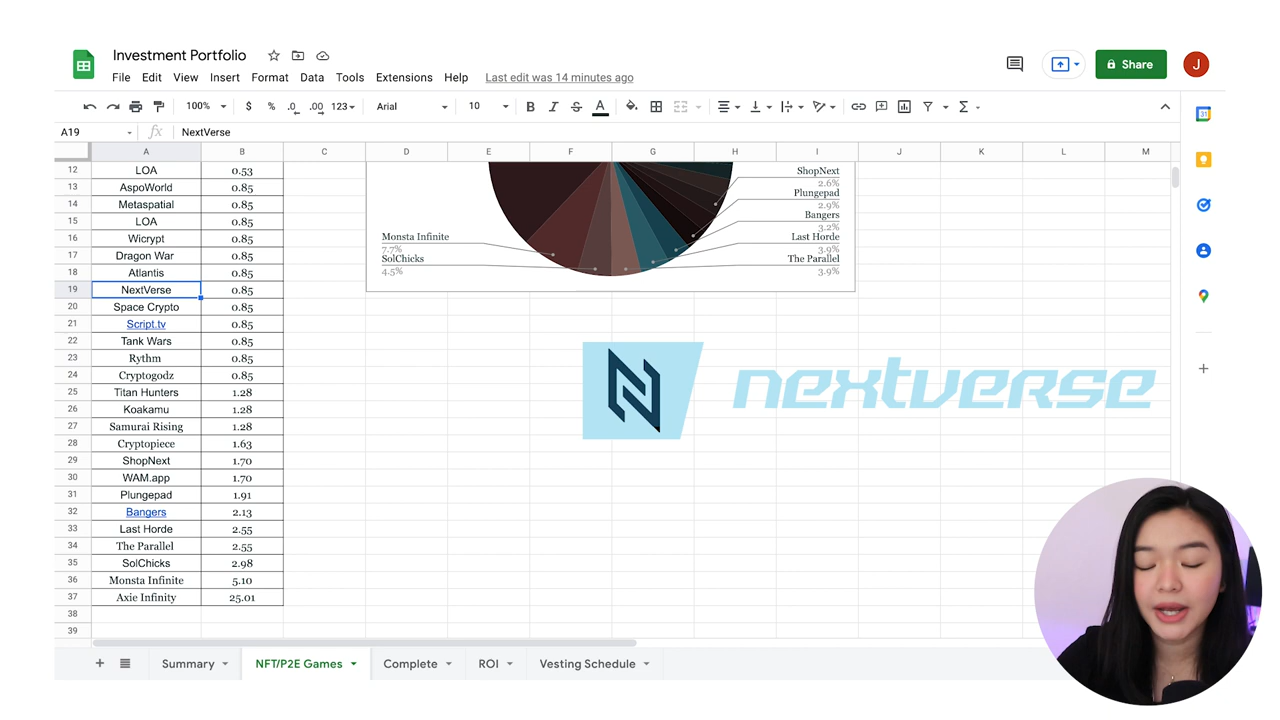 Investment Portfolio
File Edit View Insert Format Data Tools Extensions Help Last edit was 14 minutes ago
Share
J
100% $ % .0 .00 123 Arial 10 B I S A Σ
A19 fx NextVerse
31
A B C D E F G H I J K L M
12 LOA 0.53
13 AspoWorld 0.85
14 Metaspatial 0.85
15 LOA 0.85
16 Wicrypt 0.85
17 Dragon War 0.85
18 Atlantis 0.85
19 NextVerse 0.85
20 Space Crypto 0.85
21 Script.tv 0.85
22 Tank Wars 0.85
23 Rythm 0.85
24 Cryptogodz 0.85
25 Titan Hunters 1.28
26 Koakamu 1.28
27 Samurai Rising 1.28
28 Cryptopiece 1.63
29 ShopNext 1.70
30 WAM.app 1.70
31 Plungepad 1.91
32 Bangers 2.13
33 Last Horde 2.55
34 The Parallel 2.55
35 SolChicks 2.98
36 Monsta Infinite 5.10
37 Axie Infinity 25.01
38
39
Monsta Infinite
7.7%
SolChicks
4.5%
ShopNext
2.6%
Plungepad
2.9%
Bangers
3.2%
Last Horde
3.9%
The Parallel
3.9%
N nextverse
+ Summary NFT/P2E Games Complete ROI Vesting Schedule